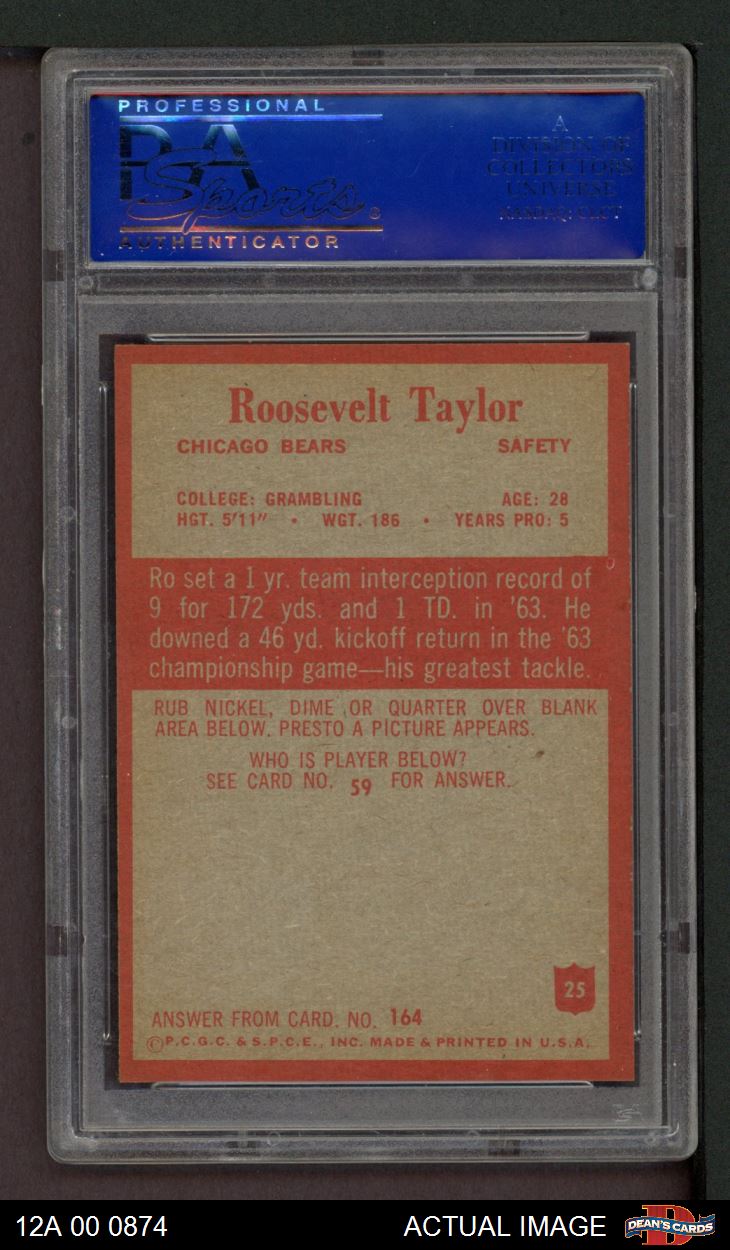 PROFESSIONAL
PSA
Sports®
AUTHENTICATOR
A
DIVISION OF
COLLECTORS
UNIVERSE
NASDAQ: CLCT
Roosevelt Taylor
CHICAGO BEARS SAFETY
COLLEGE: GRAMBLING AGE: 28
HGT. 5'11" • WGT. 186 • YEARS PRO: 5
Ro set a 1 yr. team interception record of
9 for 172 yds. and 1 TD. in '63. He
downed a 46 yd. kickoff return in the '63
championship game—his greatest tackle.
RUB NICKEL, DIME OR QUARTER OVER BLANK
AREA BELOW. PRESTO A PICTURE APPEARS.
WHO IS PLAYER BELOW?
SEE CARD NO. 59 FOR ANSWER.
25
ANSWER FROM CARD. NO. 164
©P.C.G.C. & S.P.C.E., INC. MADE & PRINTED IN U.S.A.
12A 00 0874 ACTUAL IMAGE D DEAN'S CARDS